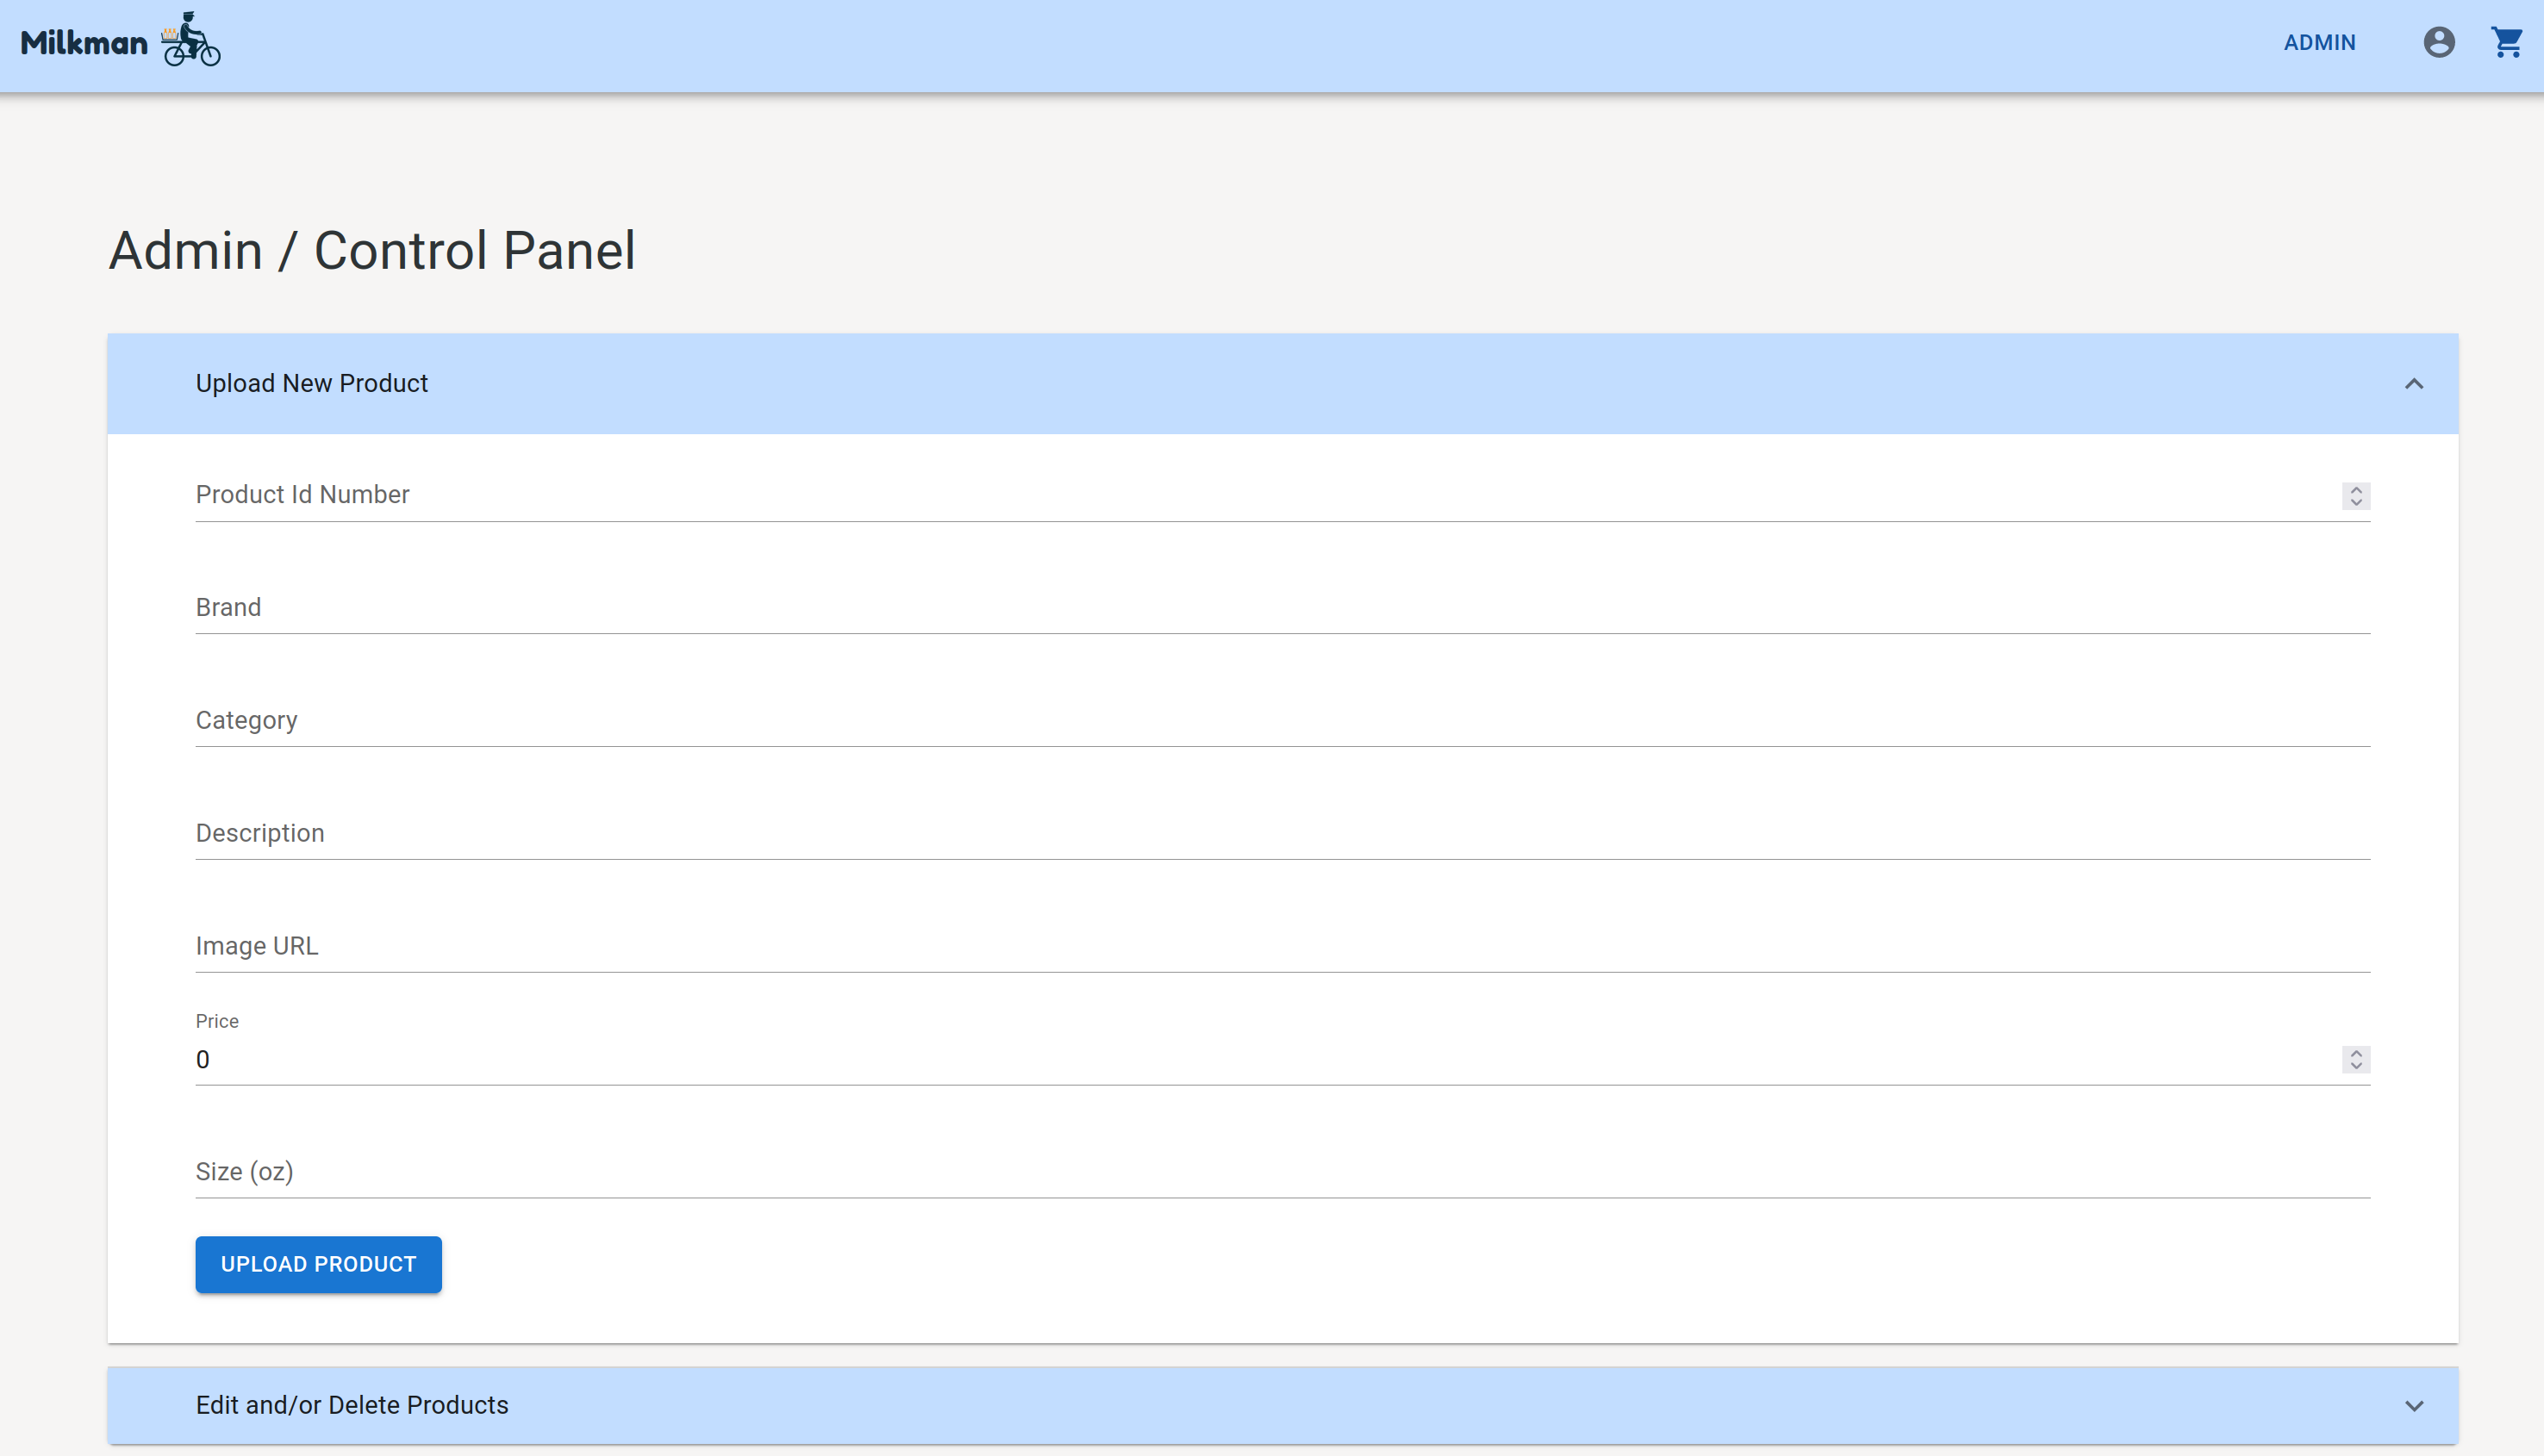 Milkman
ADMIN
Admin / Control Panel
Upload New Product
Product Id Number
Brand
Category
Description
Image URL
Price
0
Size (oz)
UPLOAD PRODUCT
Edit and/or Delete Products